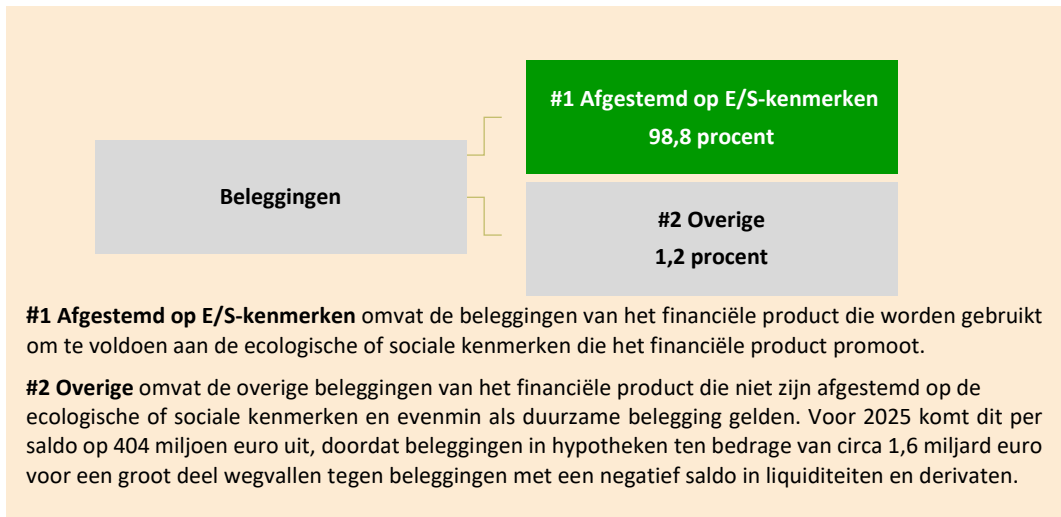 #1 Afgestemd op E/S-kenmerken
98,8 procent
Beleggingen
#2 Overige
1,2 procent
#1 Afgestemd op E/S-kenmerken omvat de beleggingen van het financiële product die worden gebruikt
om te voldoen aan de ecologische of sociale kenmerken die het financiële product promoot.
#2 Overige omvat de overige beleggingen van het financiële product die niet zijn afgestemd op de
ecologische of sociale kenmerken en evenmin als duurzame belegging gelden. Voor 2025 komt dit per
saldo op 404 miljoen euro uit, doordat beleggingen in hypotheken ten bedrage van circa 1,6 miljard euro
voor een groot deel wegvallen tegen beleggingen met een negatief saldo in liquiditeiten en derivaten.